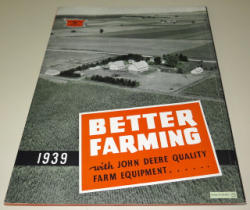 BETTER
FARMING
1939
with JOHN DEERE QUALITY
FARM EQUIPMENT......